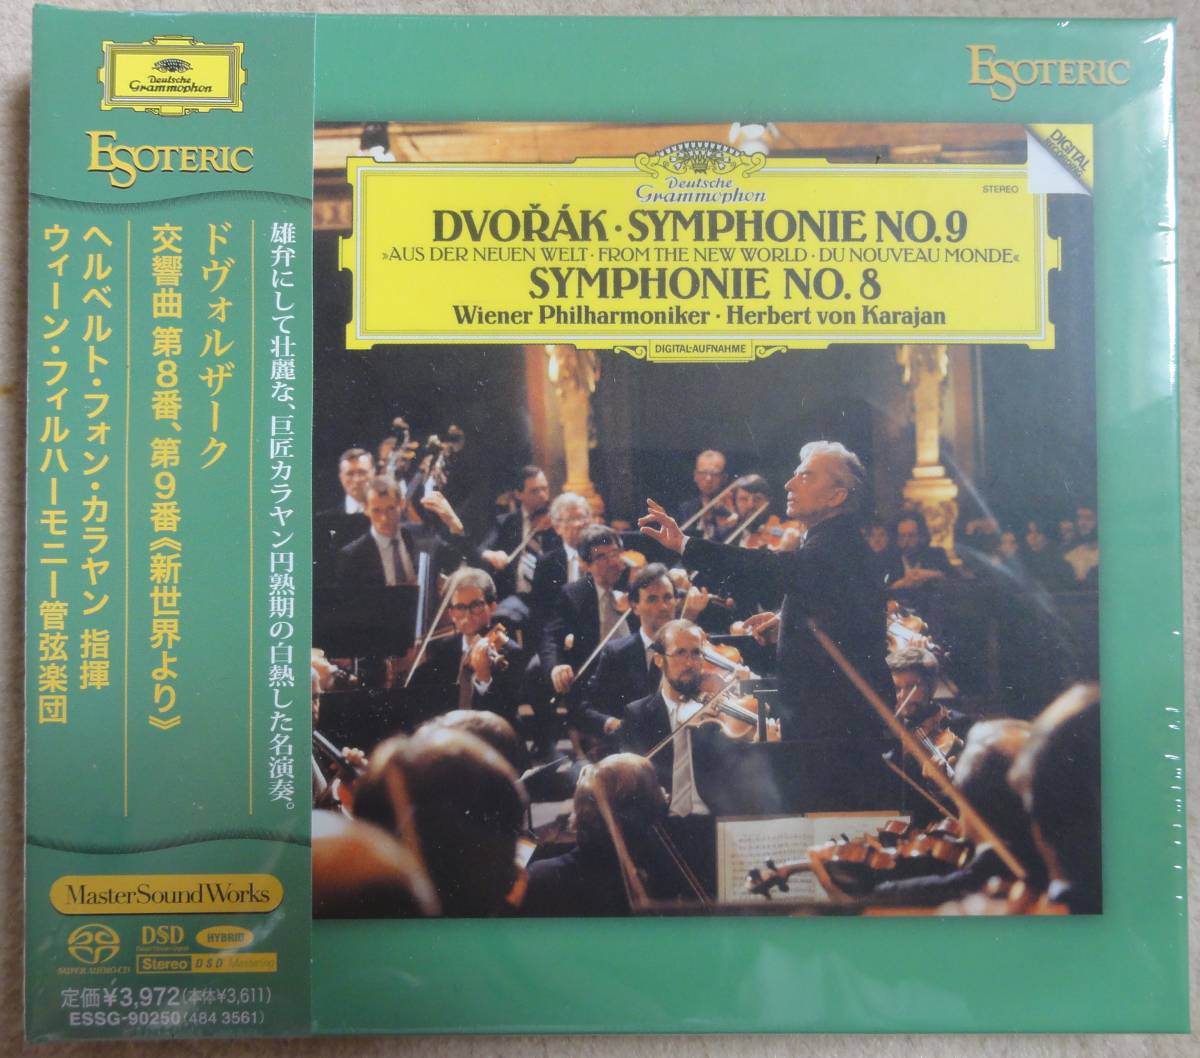 Deutsche
Grammophon
ESOTERIC
雄弁にして壮麗な、巨匠カラヤン円熟期の白熱した名演奏。
ドヴォルザーク
交響曲 第8番、第9番《新世界より》
ヘルベルト・フォン・カラヤン 指揮
ウィーン・フィルハーモニー管弦楽団
MasterSoundWorks
SUPER AUDIO CD
DSD
Direct Stream Digital
HYBRID
Stereo DSD Mastering
定価¥3,972(本体¥3,611)
ESSG-90250(484 3561)
ESOTERIC
DIGITAL
RECORDING
Deutsche
Grammophon
STEREO
DVOŘÁK · SYMPHONIE NO. 9
»AUS DER NEUEN WELT · FROM THE NEW WORLD · DU NOUVEAU MONDE«
SYMPHONIE NO. 8
Wiener Philharmoniker · Herbert von Karajan
DIGITAL-AUFNAHME